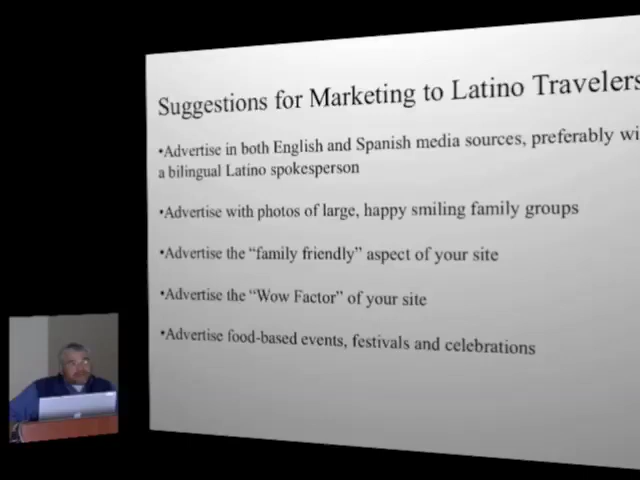 Suggestions for Marketing to Latino Travelers
•Advertise in both English and Spanish media sources, preferably wi
a bilingual Latino spokesperson
•Advertise with photos of large, happy smiling family groups
•Advertise the “family friendly” aspect of your site
•Advertise the “Wow Factor” of your site
•Advertise food-based events, festivals and celebrations